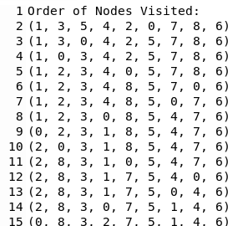 1 Order of Nodes Visited:
2 (1, 3, 5, 4, 2, 0, 7, 8, 6)
3 (1, 3, 0, 4, 2, 5, 7, 8, 6)
4 (1, 0, 3, 4, 2, 5, 7, 8, 6)
5 (1, 2, 3, 4, 0, 5, 7, 8, 6)
6 (1, 2, 3, 4, 8, 5, 7, 0, 6)
7 (1, 2, 3, 4, 8, 5, 0, 7, 6)
8 (1, 2, 3, 0, 8, 5, 4, 7, 6)
9 (0, 2, 3, 1, 8, 5, 4, 7, 6)
10 (2, 0, 3, 1, 8, 5, 4, 7, 6)
11 (2, 8, 3, 1, 0, 5, 4, 7, 6)
12 (2, 8, 3, 1, 7, 5, 4, 0, 6)
13 (2, 8, 3, 1, 7, 5, 0, 4, 6)
14 (2, 8, 3, 0, 7, 5, 1, 4, 6)
15 (0, 8, 3, 2, 7, 5, 1, 4, 6)